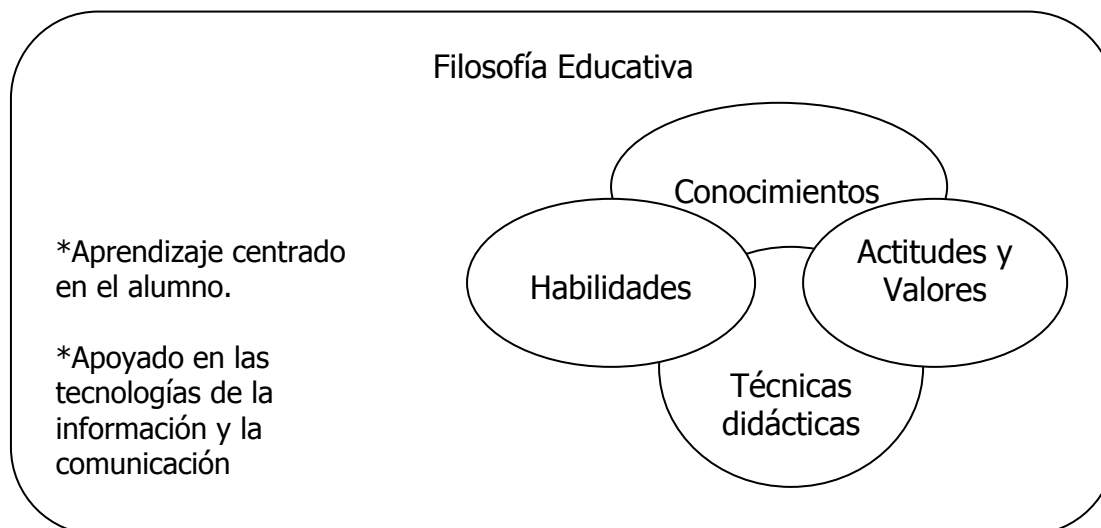 Filosofía Educativa
Conocimientos
*Aprendizaje centrado
en el alumno.
Habilidades
Actitudes y
Valores
*Apoyado en las
tecnologías de la
información y la
comunicación
Técnicas
didácticas